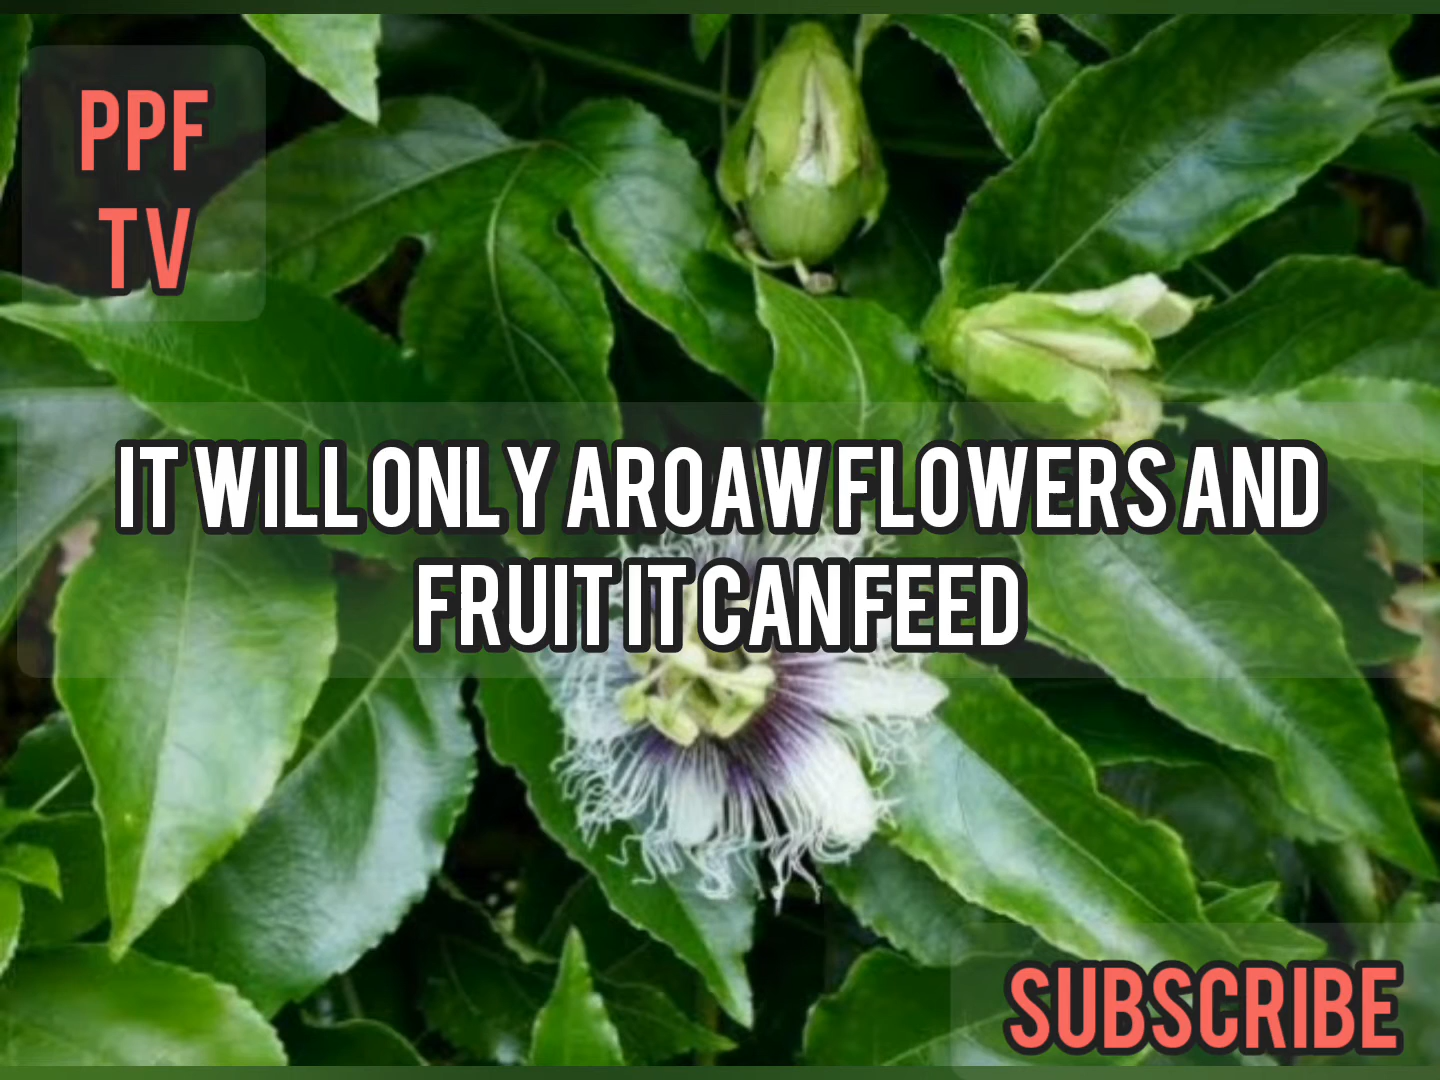 PPF
TV
IT WILL ONLY AROAW FLOWERS AND
FRUIT IT CAN FEED
SUBSCRIBE